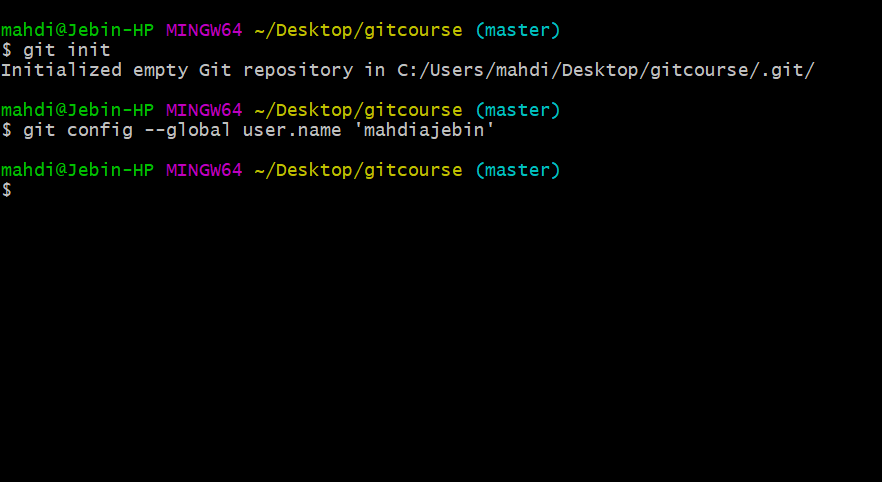 mahdi@Jebin-HP MINGW64 ~/Desktop/gitcourse (master)
$ git init
Initialized empty Git repository in C:/Users/mahdi/Desktop/gitcourse/.git/
mahdi@Jebin-HP MINGW64 ~/Desktop/gitcourse (master)
$ git config --global user.name 'mahdiajebin'
mahdi@Jebin-HP MINGW64 ~/Desktop/gitcourse (master)
$